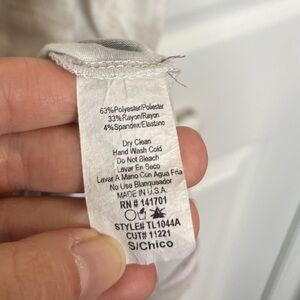 63%Polyester/Poliester
33%Rayon/Rayon
4%Spandex/Elastano
Dry Clean
Hand Wash Cold
Do Not Bleach
Lavar En Seco
Lavar A Mano Con Agua Fria
No Use Blanqueador
MADE IN U.S.A.
RN # 141701
STYLE# TL1044A
CUT# 11221
S/Chico